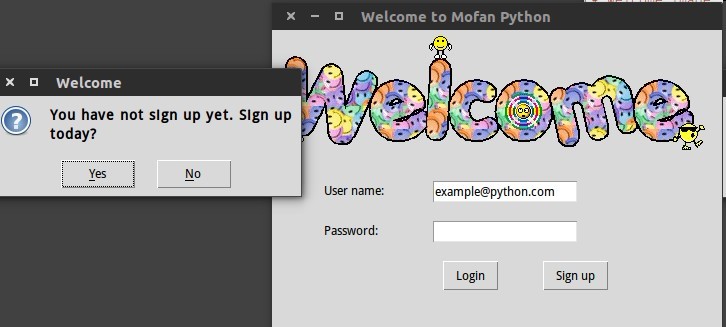 Welcome to Mofan Python
Welcome
Welcome
You have not sign up yet. Sign up
today?
Yes
No
User name:
example@python.com
Password:
Login
Sign up